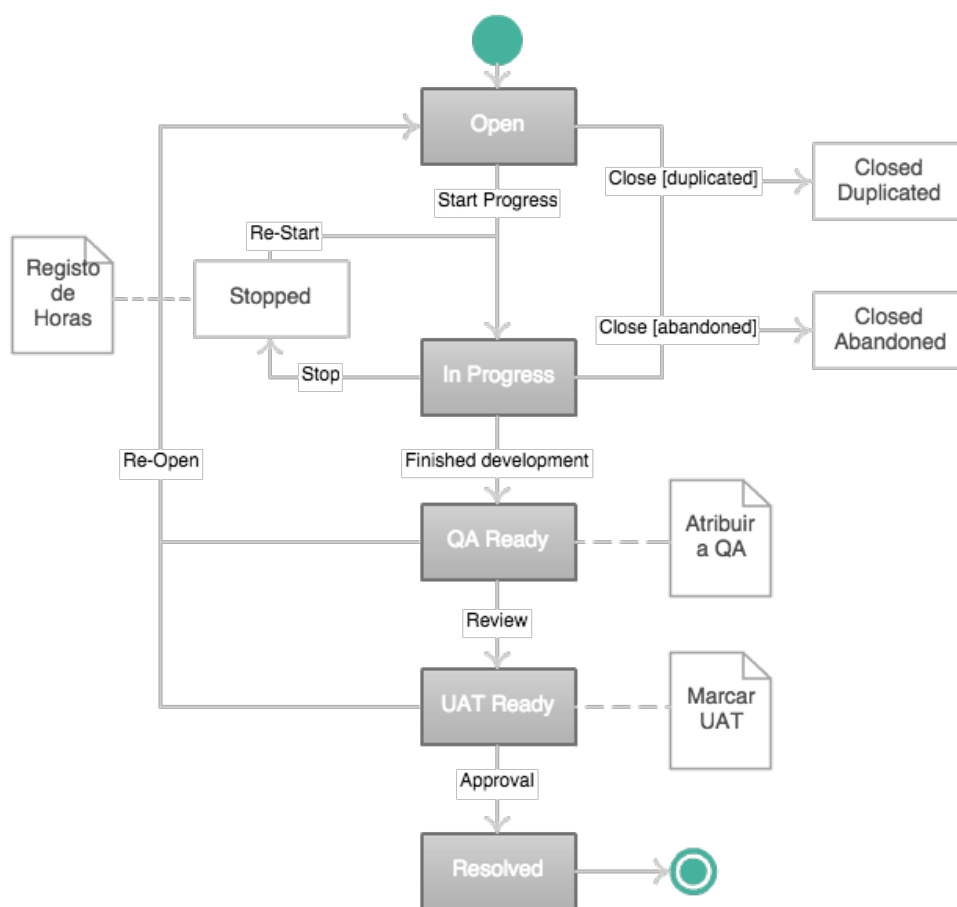 Open
Close [duplicated]
Closed
Duplicated
Start Progress
Re-Start
Registo
de
Horas
Stopped
Close [abandoned]
Closed
Abandoned
Stop
In Progress
Re-Open
Finished development
QA Ready
Atribuir
a QA
Review
UAT Ready
Marcar
UAT
Approval
Resolved